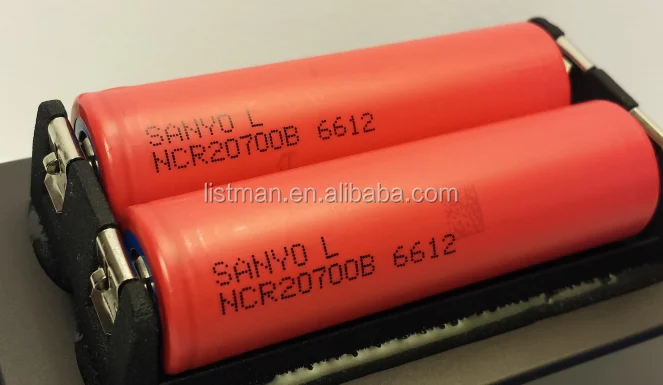 SANYO L
NCR20700B 6612
listman.en.alibaba.com
SANYO L
NCR20700B 6612